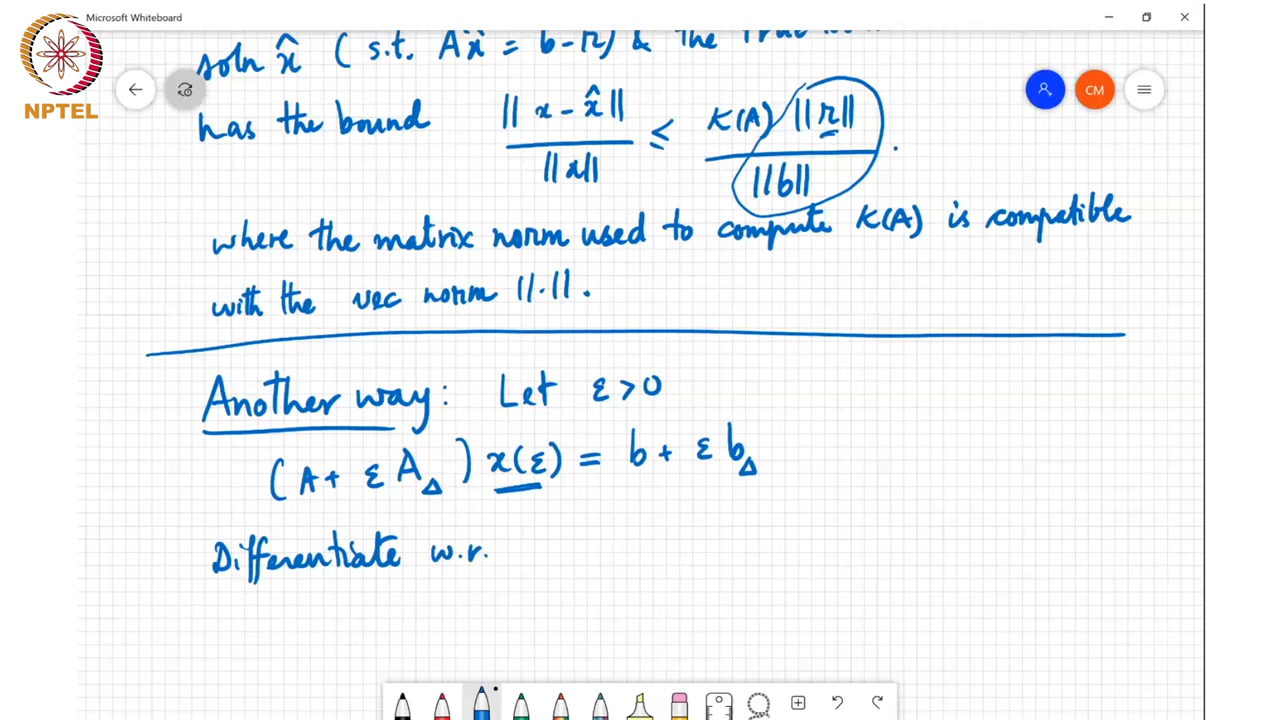 Microsoft Whiteboard
NPTEL
soln x̂ ( s.t. Ax̂ = b - r) & the
CM
has the bound ||x - x̂|| / ||x|| ≤ K(A) ||r|| / ||b|| .
where the matrix norm used to compute K(A) is compatible
with the vec norm ||·|| .
Another way: Let ε > 0
(A + ε A_Δ) x(ε) = b + ε b_Δ
Differentiate w.r.